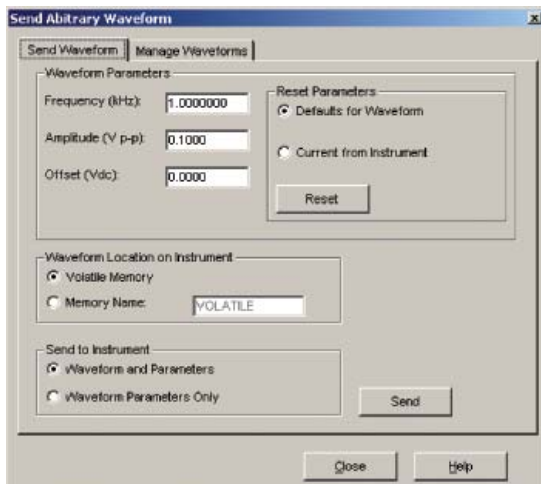 Send Abitrary Waveform
Send Waveform
Manage Waveforms
Waveform Parameters
Frequency (kHz): 1.0000000
Amplitude (V p-p): 0.1000
Offset (Vdc): 0.0000
Reset Parameters
Defaults for Waveform
Current from Instrument
Reset
Waveform Location on Instrument
Volatile Memory
Memory Name: VOLATILE
Send to Instrument
Waveform and Parameters
Waveform Parameters Only
Send
Close
Help